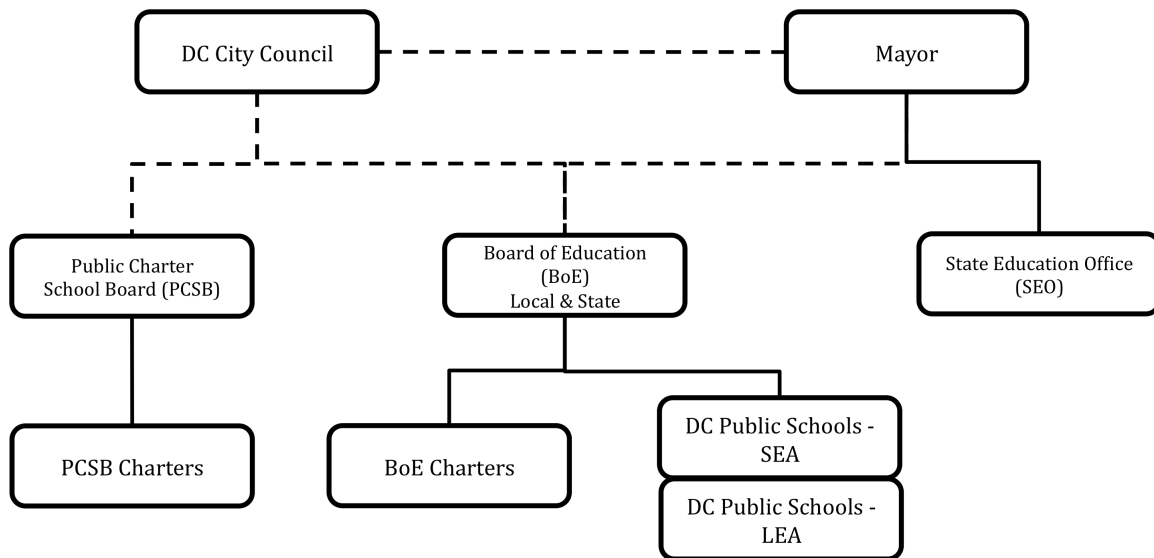 DC City Council
Mayor
Public Charter
School Board (PCSB)
Board of Education
(BoE)
Local & State
State Education Office
(SEO)
PCSB Charters
BoE Charters
DC Public Schools -
SEA
DC Public Schools -
LEA